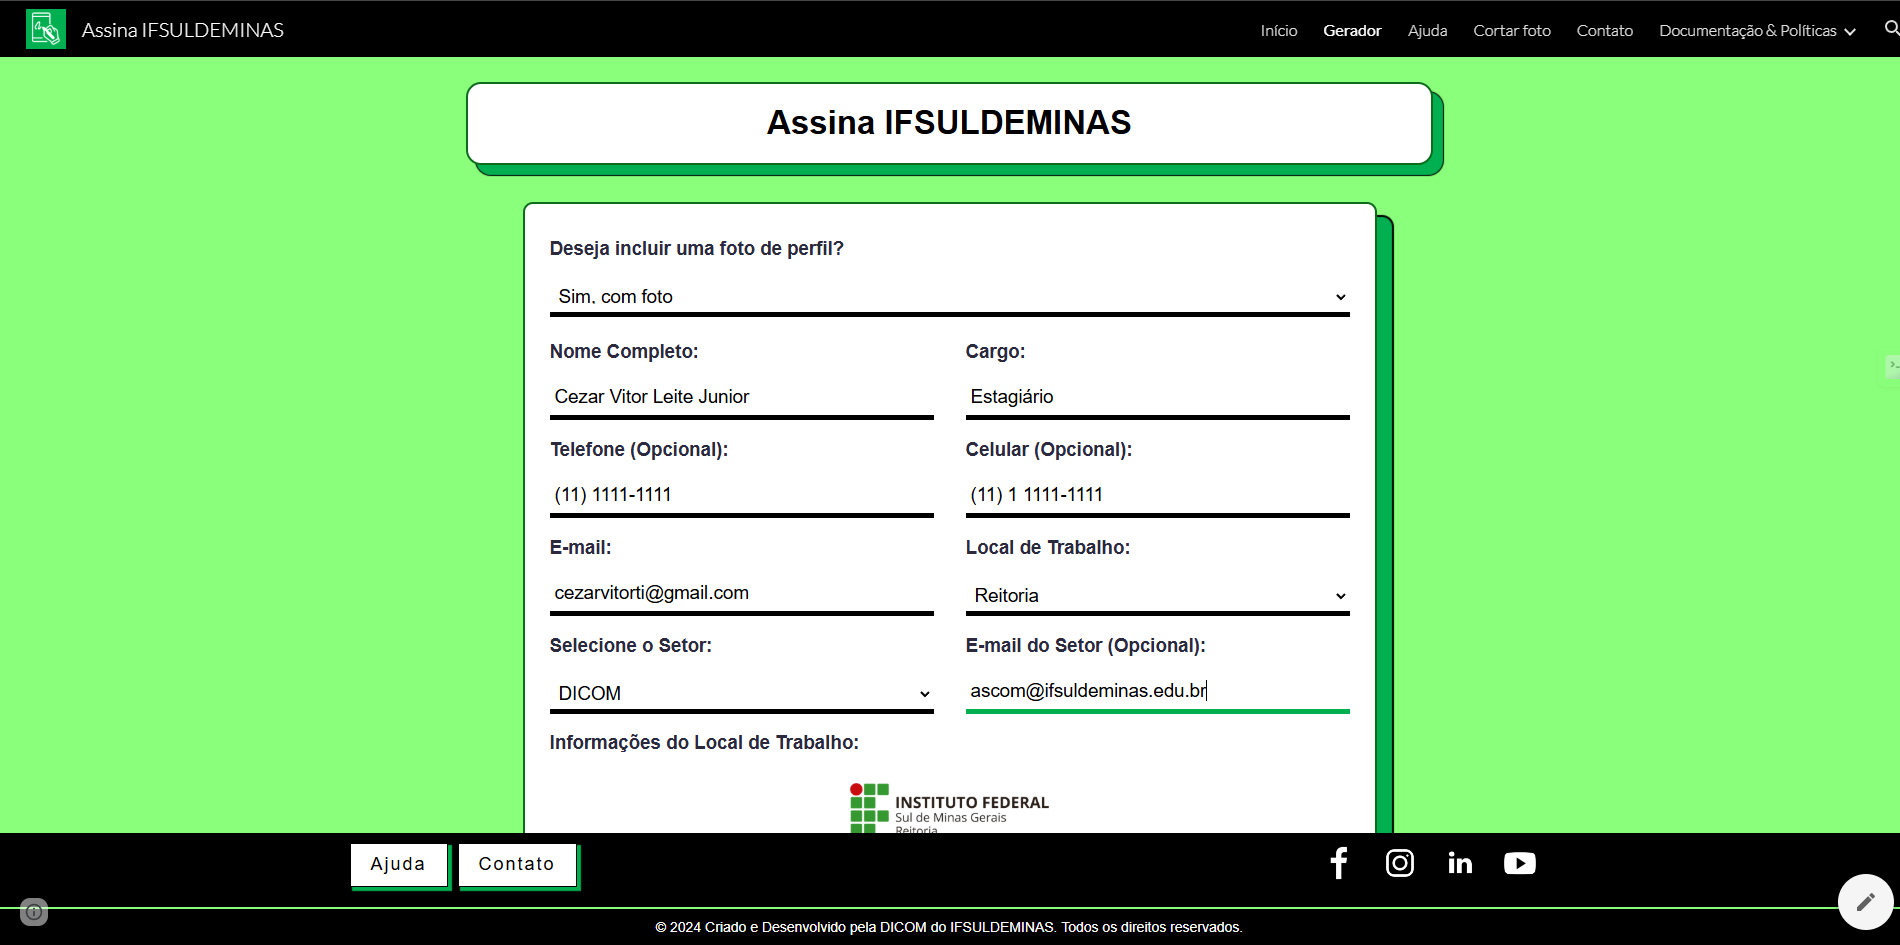 Assina IFSULDEMINAS
Início Gerador Ajuda Cortar foto Contato Documentação & Políticas
Assina IFSULDEMINAS
Deseja incluir uma foto de perfil?
Sim, com foto
Nome Completo: Cargo:
Cezar Vitor Leite Junior Estagiário
Telefone (Opcional): Celular (Opcional):
(11) 1111-1111 (11) 1 1111-1111
E-mail: Local de Trabalho:
cezarvitorti@gmail.com Reitoria
Selecione o Setor: E-mail do Setor (Opcional):
DICOM ascom@ifsuldeminas.edu.br
Informações do Local de Trabalho:
INSTITUTO FEDERAL
Sul de Minas Gerais
Reitoria
Ajuda Contato
© 2024 Criado e Desenvolvido pela DICOM do IFSULDEMINAS. Todos os direitos reservados.